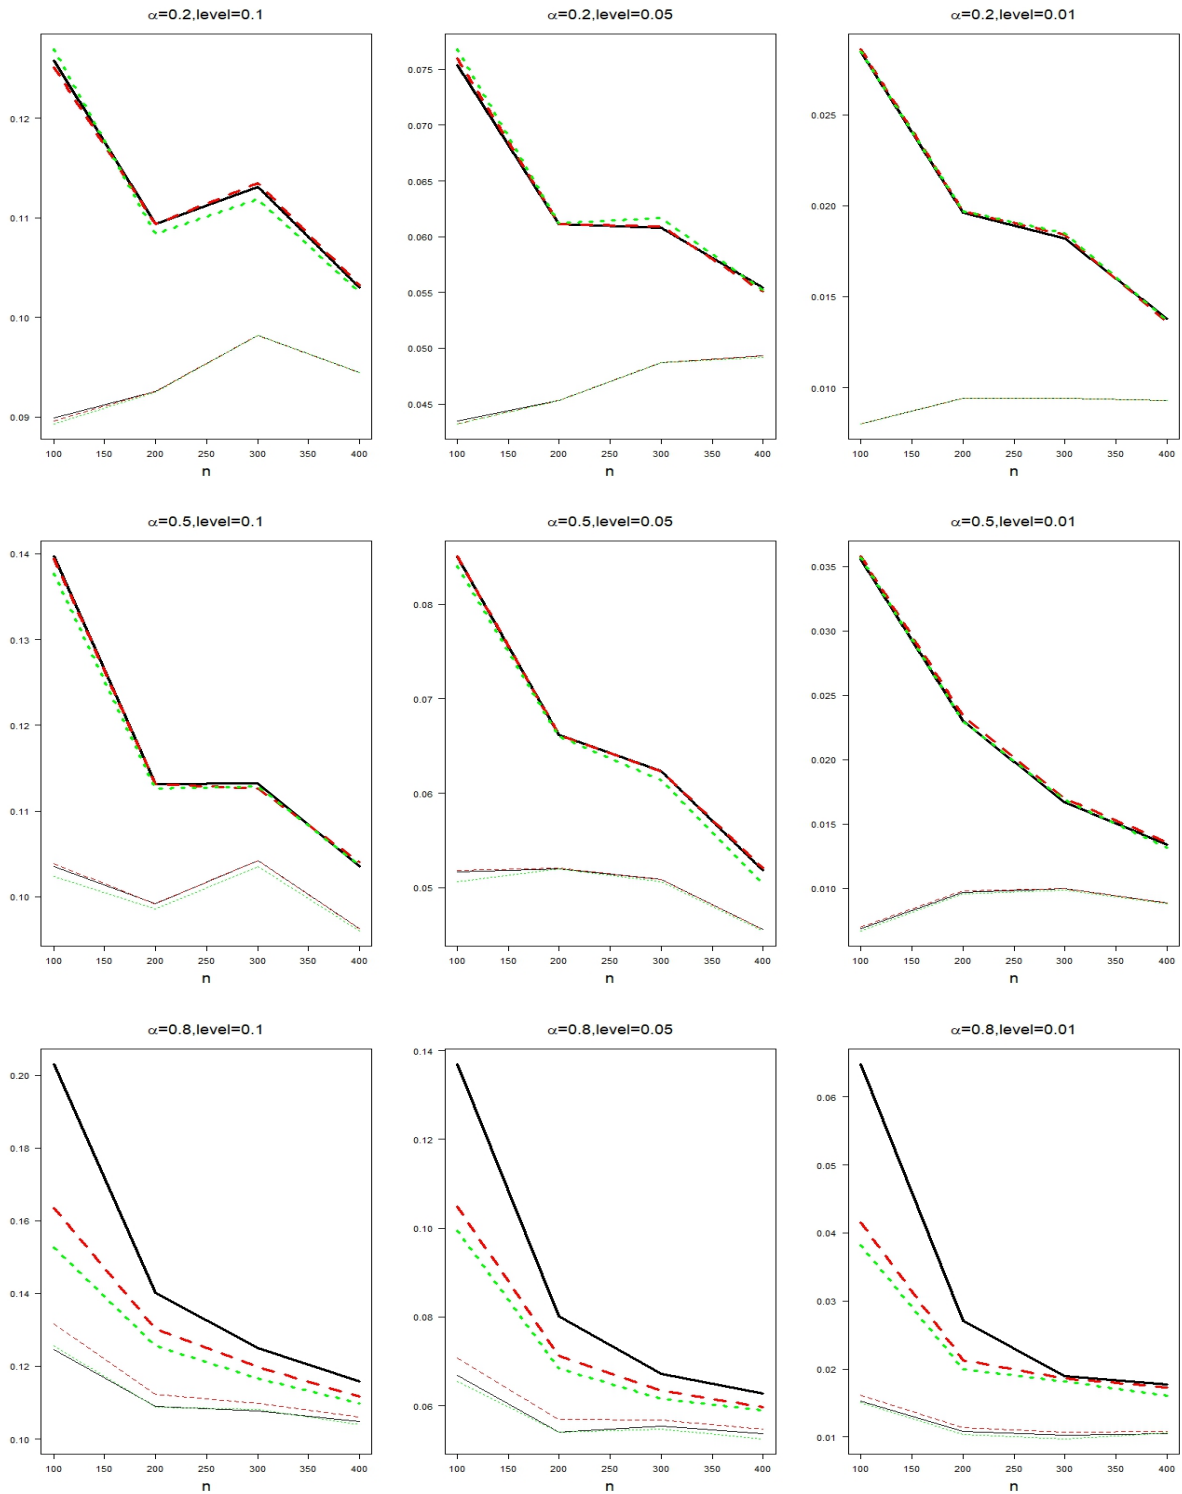 α=0.2,level=0.1
0.12
0.11
0.10
0.09
100 150 200 250 300 350 400
n
α=0.2,level=0.05
0.075
0.070
0.065
0.060
0.055
0.050
0.045
100 150 200 250 300 350 400
n
α=0.2,level=0.01
0.025
0.020
0.015
0.010
100 150 200 250 300 350 400
n
α=0.5,level=0.1
0.14
0.13
0.12
0.11
0.10
100 150 200 250 300 350 400
n
α=0.5,level=0.05
0.08
0.07
0.06
0.05
100 150 200 250 300 350 400
n
α=0.5,level=0.01
0.035
0.030
0.025
0.020
0.015
0.010
100 150 200 250 300 350 400
n
α=0.8,level=0.1
0.20
0.18
0.16
0.14
0.12
0.10
100 150 200 250 300 350 400
n
α=0.8,level=0.05
0.14
0.12
0.10
0.08
0.06
100 150 200 250 300 350 400
n
α=0.8,level=0.01
0.06
0.05
0.04
0.03
0.02
0.01
100 150 200 250 300 350 400
n